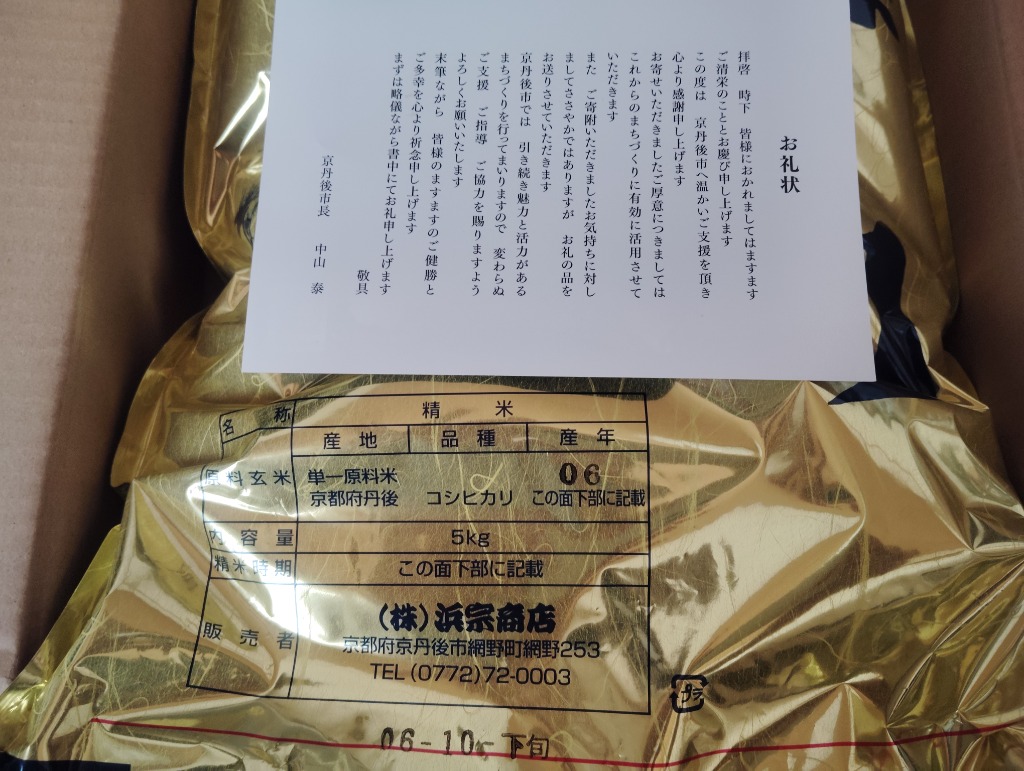 お礼状
拝啓　時下　皆様におかれましてはますます
ご清栄のこととお慶び申し上げます
この度は　京丹後市へ温かいご支援を頂き
心より感謝申し上げます
お寄せいただきましたご厚意につきましては
これからのまちづくりに有効に活用させて
いただきます
また　ご寄附いただきましたお気持ちに対し
ましてささやかではありますが　お礼の品を
お送りさせていただきます
京丹後市では　引き続き魅力と活力がある
まちづくりを行ってまいりますので　変わらぬ
ご支援　ご指導　ご協力を賜りますよう
よろしくお願いいたします
末筆ながら　皆様のますますのご健勝と
ご多幸を心より祈念申し上げます
まずは略儀ながら書中にてお礼申し上げます
敬具
京丹後市長　中山　泰
名称　精米
産地　品種　産年
原料玄米　単一原料米　06
京都府丹後　コシヒカリ　この面下部に記載
内容量　5kg
精米時期　この面下部に記載
販売者　(株)浜宗商店
京都府京丹後市網野町網野253
TEL(0772)72-0003
プラ
06-10-下旬